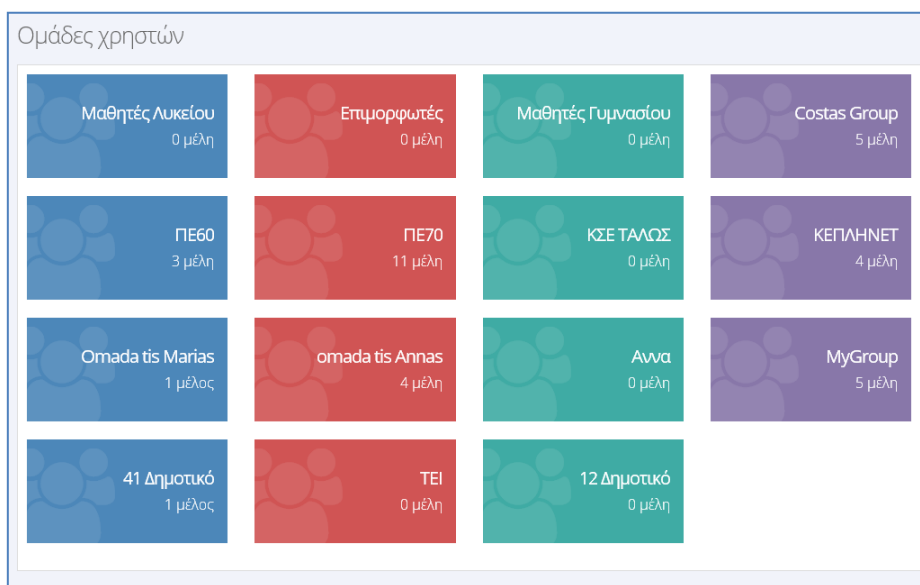 Ομάδες χρηστών
Μαθητές Λυκείου
0 μέλη
Επιμορφωτές
0 μέλη
Μαθητές Γυμνασίου
0 μέλη
Costas Group
5 μέλη
ΠΕ60
3 μέλη
ΠΕ70
11 μέλη
ΚΣΕ ΤΑΛΩΣ
0 μέλη
ΚΕΠΛΗΝΕΤ
4 μέλη
Omada tis Marias
1 μέλος
omada tis Annas
4 μέλη
Αννα
0 μέλη
MyGroup
5 μέλη
41 Δημοτικό
1 μέλος
ΤΕΙ
0 μέλη
12 Δημοτικό
0 μέλη